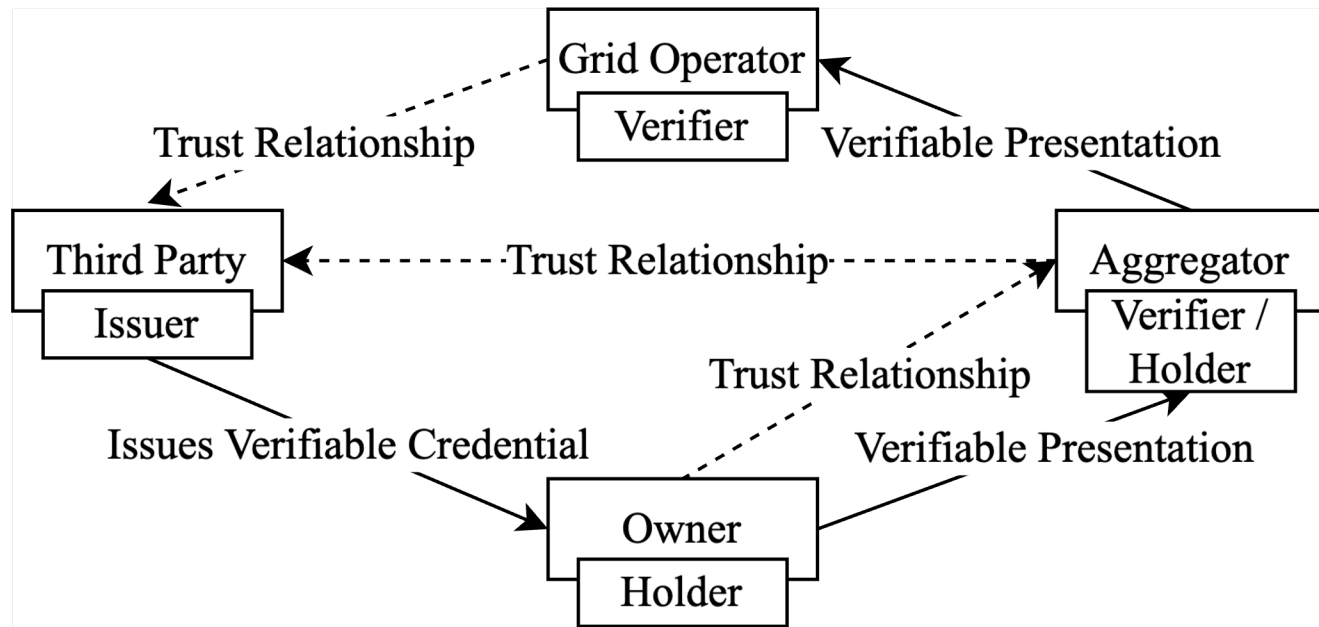 Grid Operator
Verifier
Trust Relationship
Verifiable Presentation
Third Party
Issuer
Trust Relationship
Aggregator
Verifier /
Holder
Trust Relationship
Issues Verifiable Credential
Verifiable Presentation
Owner
Holder